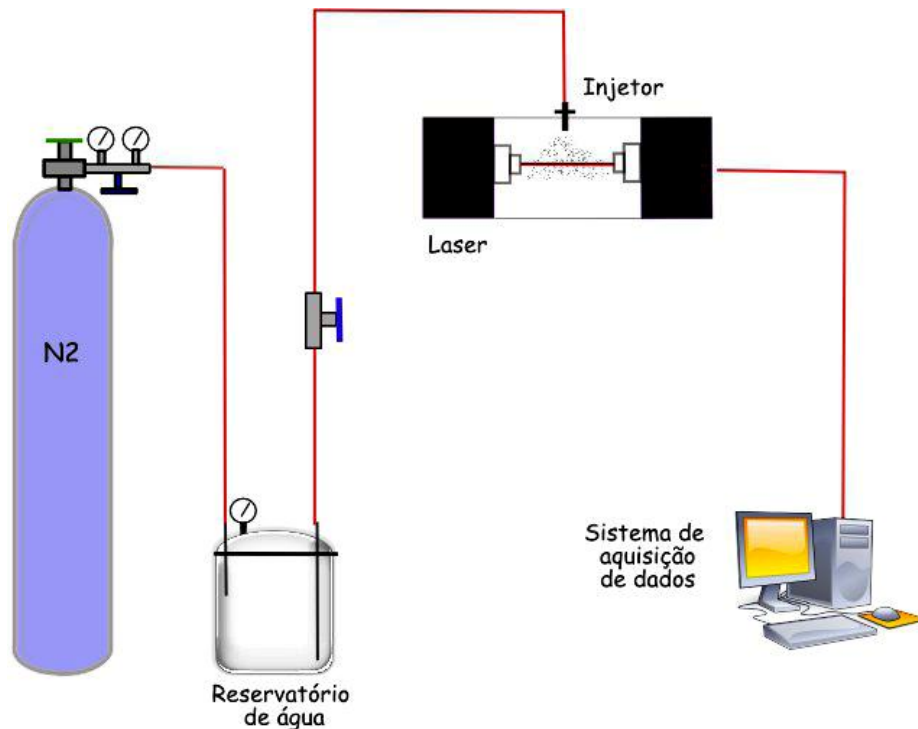 Injetor
Laser
N2
Sistema de
aquisição
de dados
Reservatório
de água